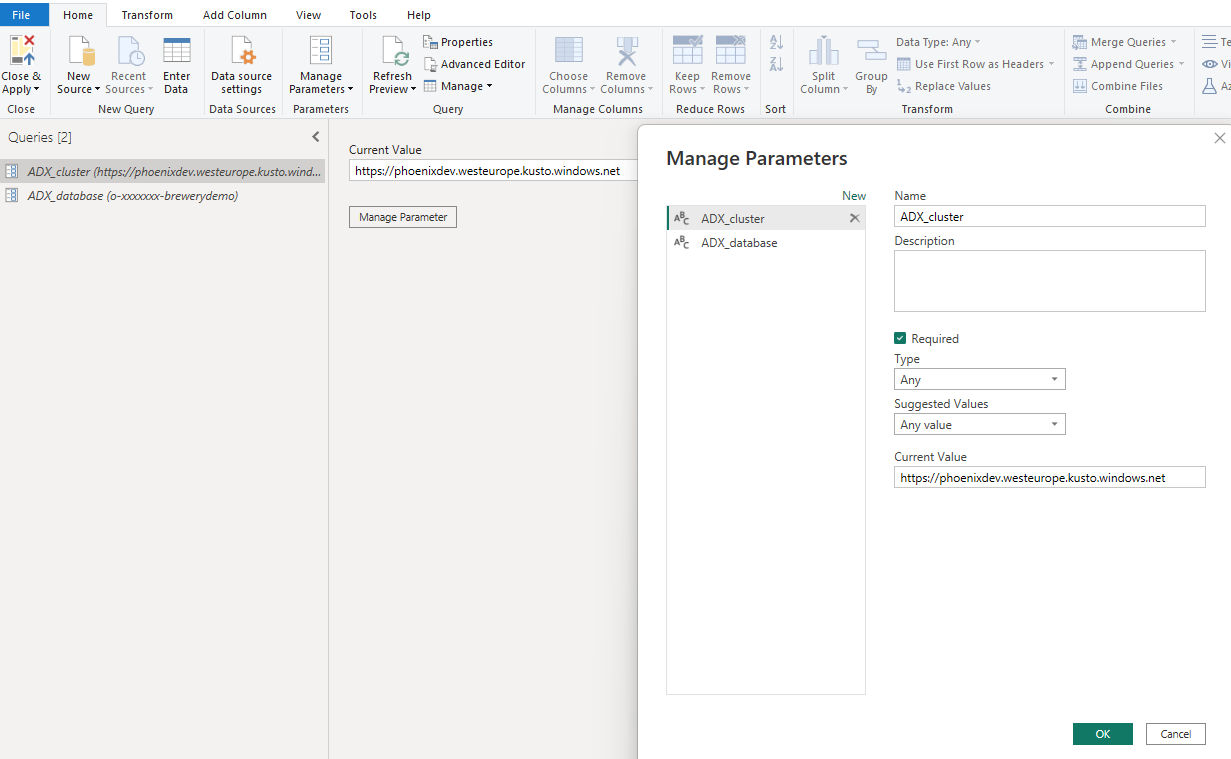 File Home Transform Add Column View Tools Help
Close & Apply
New Source
Recent Sources
Enter Data
Data source settings
Manage Parameters
Refresh Preview
Properties
Advanced Editor
Manage
Choose Columns
Remove Columns
Keep Rows
Remove Rows
Split Column
Group By
Data Type: Any
Use First Row as Headers
Replace Values
Merge Queries
Append Queries
Combine Files
Close New Query Data Sources Parameters Query Manage Columns Reduce Rows Sort Transform Combine
Queries [2]
ADX_cluster (https://phoenixdev.westeurope.kusto.wind...
ADX_database (o-xxxxxxx-brewerydemo)
Current Value
https://phoenixdev.westeurope.kusto.windows.net
Manage Parameter
Manage Parameters
New
ABC ADX_cluster
ABC ADX_database
Name
ADX_cluster
Description
Required
Type
Any
Suggested Values
Any value
Current Value
https://phoenixdev.westeurope.kusto.windows.net
OK Cancel